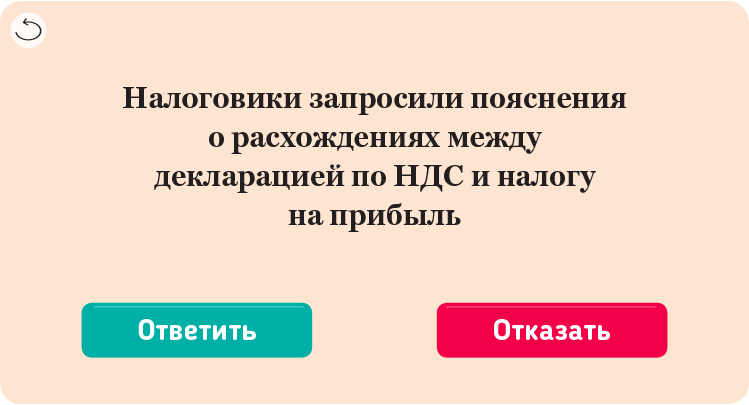 Налоговики запросили пояснения
о расхождениях между
декларацией по НДС и налогу
на прибыль
Ответить
Отказать